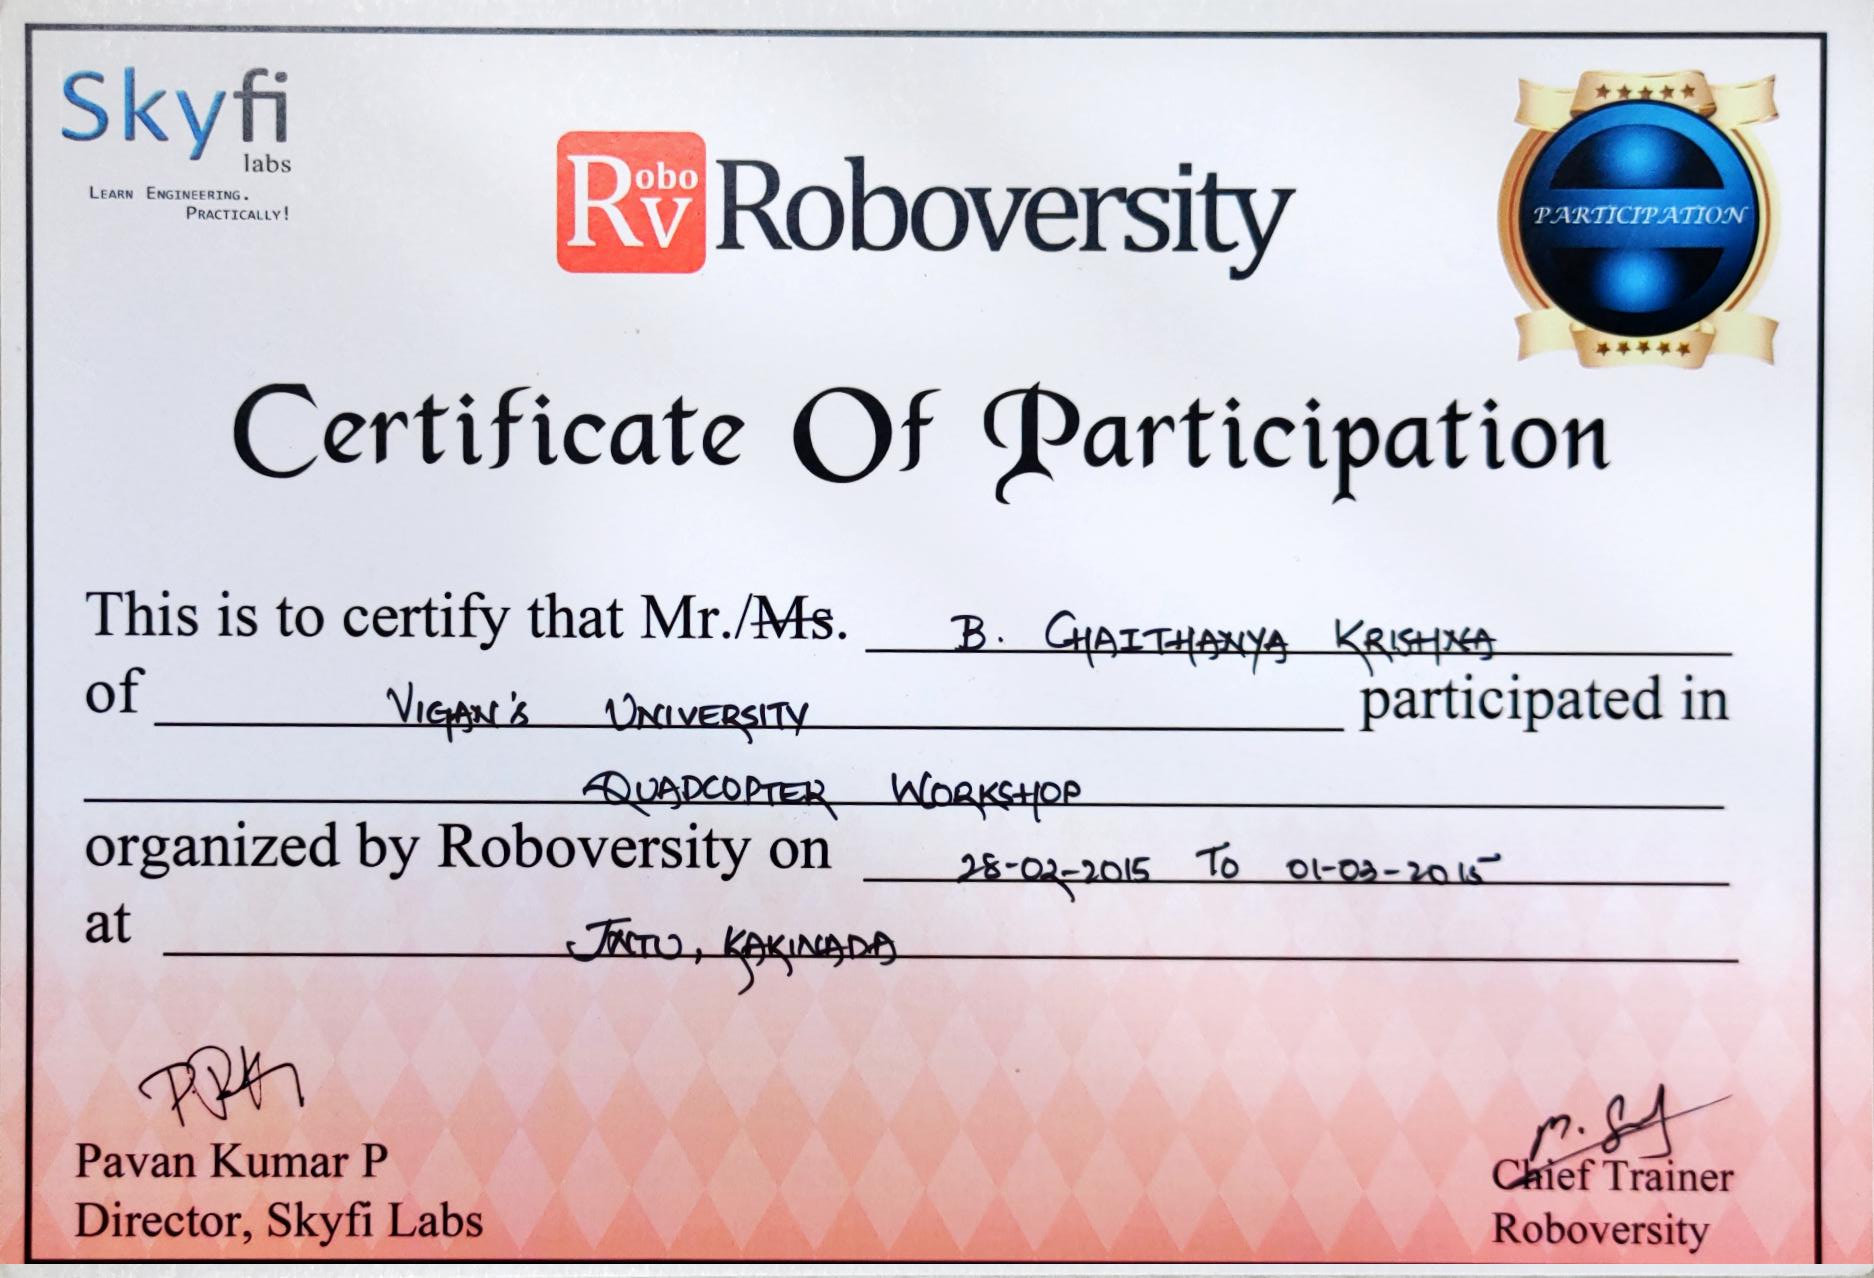 Skyfi
labs
LEARN ENGINEERING.
PRACTICALLY!
Robo
Rv
Roboversity
★★★★★
PARTICIPATION
★★★★★
Certificate Of Participation
This is to certify that Mr./Ms. B. CHAITHANYA KRISHNA
of VIGAN'S UNIVERSITY participated in
QUADCOPTER WORKSHOP
organized by Roboversity on 28-02-2015 TO 01-03-2015
at JNTU, KAKINADA
Pavan Kumar P
Director, Skyfi Labs
Chief Trainer
Roboversity